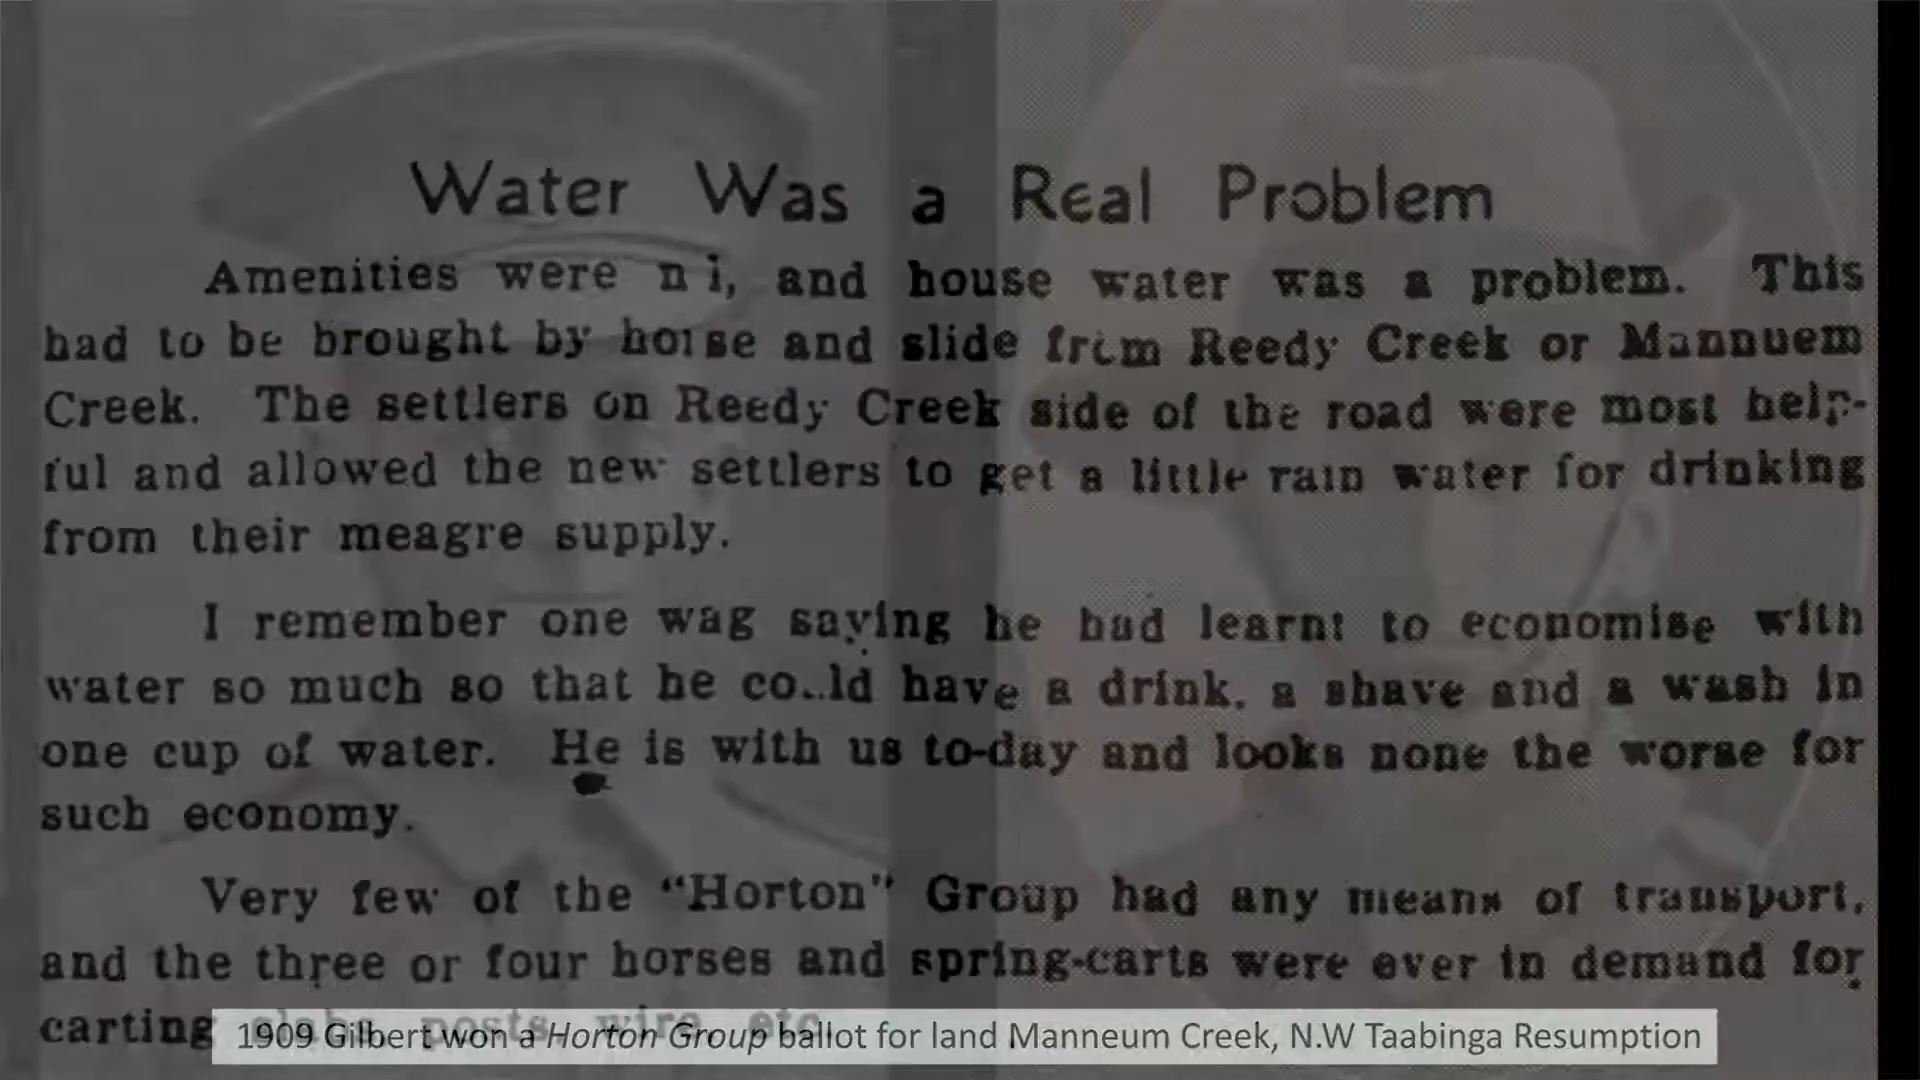 Water Was a Real Problem
Amenities were n i, and house water was a problem. This
had to be brought by horse and slide frim Reedy Creek or Mannuem
Creek. The settlers on Reedy Creek side of the road were most help-
ful and allowed the new settlers to get a little rain water for drinking
from their meagre supply.
I remember one wag saying he had learnt to economise with
water so much so that he co..ld have a drink, a shave and a wash in
one cup of water. He is with us to-day and looks none the worse for
such economy.
Very few of the "Horton" Group had any means of transport,
and the three or four horses and spring-carts were ever in demand for
carting posts, wire, etc.
1909 Gilbert won a Horton Group ballot for land Manneum Creek, N.W Taabinga Resumption